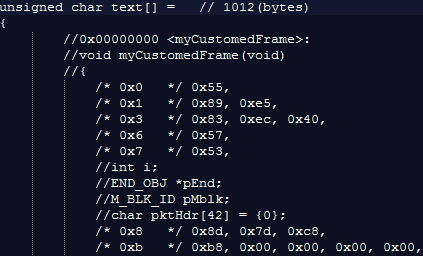 unsigned char text[] =   // 1012(bytes)
{
//0x00000000 <myCustomedFrame>:
//void myCustomedFrame(void)
//{
/* 0x0   */ 0x55,
/* 0x1   */ 0x89, 0xe5,
/* 0x3   */ 0x83, 0xec, 0x40,
/* 0x6   */ 0x57,
/* 0x7   */ 0x53,
//int i;
//END_OBJ *pEnd;
//M_BLK_ID pMblk;
//char pktHdr[42] = {0};
/* 0x8   */ 0x8d, 0x7d, 0xc8,
/* 0xb   */ 0xb8, 0x00, 0x00, 0x00, 0x00,